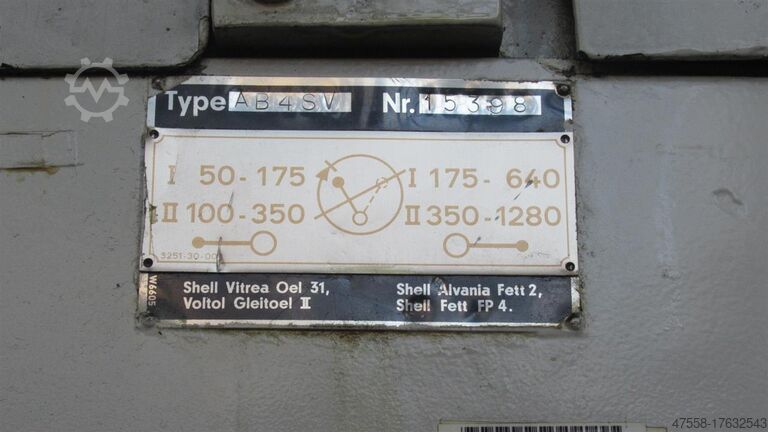 Type AB4SV Nr. 15398
I 50-175 I 175-640
II 100-350 II 350-1280
3251-30-00
W6605
Shell Vitrea Oel 31, Shell Alvania Fett 2,
Voltol Gleitoel II Shell Fett FP 4.
47558-17632543